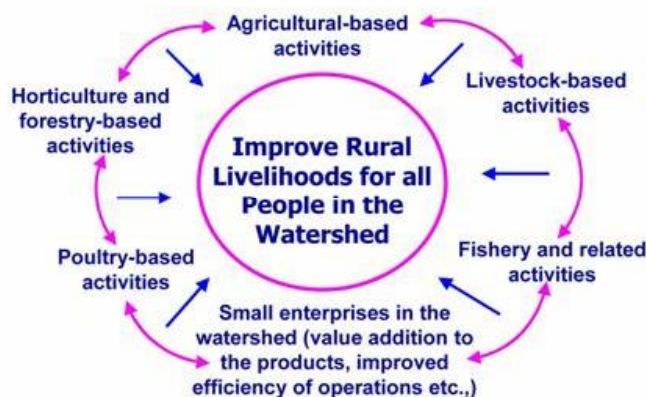 Agricultural-based
activities
Livestock-based
activities
Horticulture and
forestry-based
activities
Improve Rural
Livelihoods for all
People in the
Watershed
Poultry-based
activities
Fishery and related
activities
Small enterprises in the
watershed (value addition to
the products, improved
efficiency of operations etc.,)